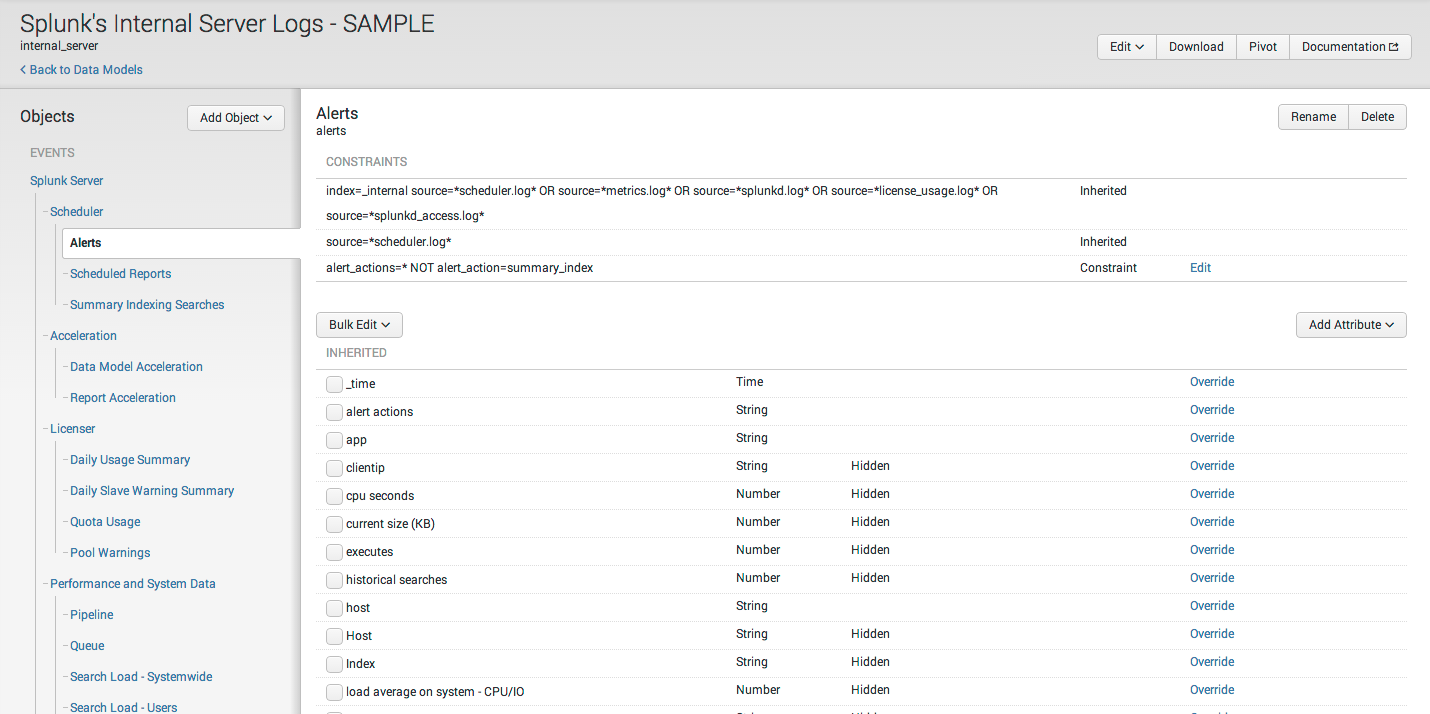 Splunk's Internal Server Logs - SAMPLE
internal_server
Back to Data Models
Edit
Download
Pivot
Documentation
Objects
Add Object
EVENTS
Splunk Server
Scheduler
Alerts
Scheduled Reports
Summary Indexing Searches
Acceleration
Data Model Acceleration
Report Acceleration
Licenser
Daily Usage Summary
Daily Slave Warning Summary
Quota Usage
Pool Warnings
Performance and System Data
Pipeline
Queue
Search Load - Systemwide
Search Load - Users
Alerts
alerts
Rename
Delete
CONSTRAINTS
index=_internal source=*scheduler.log* OR source=*metrics.log* OR source=*splunkd.log* OR source=*license_usage.log* OR Inherited
source=*splunkd_access.log*
source=*scheduler.log* Inherited
alert_actions=* NOT alert_action=summary_index Constraint Edit
Bulk Edit
Add Attribute
INHERITED
_time Time Override
alert actions String Override
app String Override
clientip String Hidden Override
cpu seconds Number Hidden Override
current size (KB) Number Hidden Override
executes Number Hidden Override
historical searches Number Hidden Override
host String Override
Host String Hidden Override
Index String Hidden Override
load average on system - CPU/IO Number Hidden Override